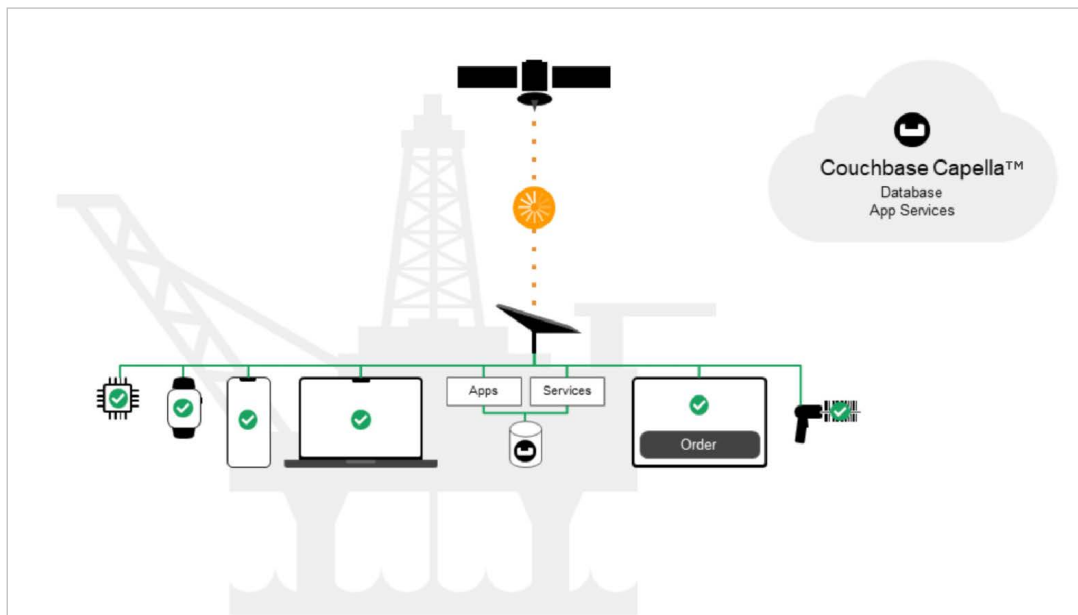 Couchbase Capella™
Database
App Services
Apps
Services
Order